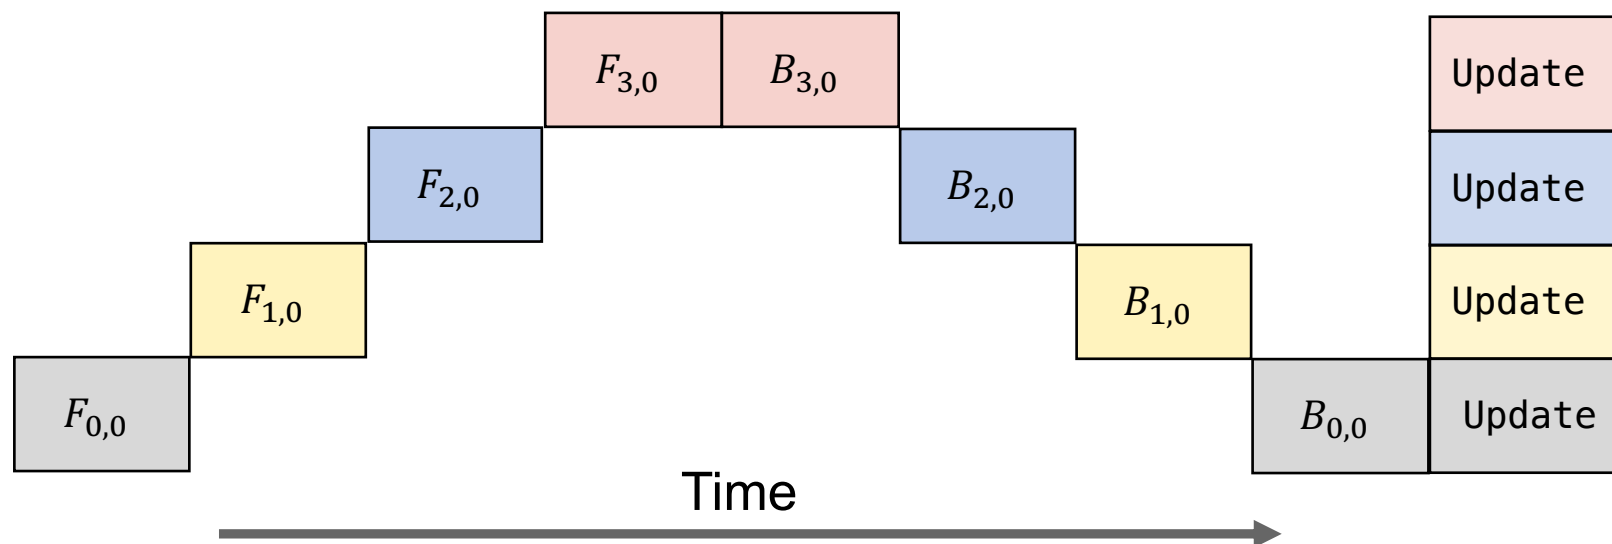 F3,0 B3,0 Update
F2,0 B2,0 Update
F1,0 B1,0 Update
F0,0 B0,0 Update
Time